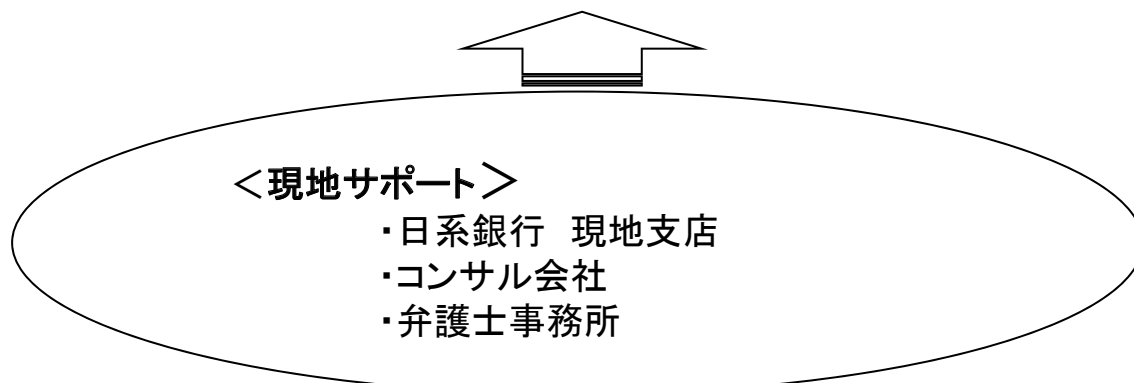 ＜現地サポート＞
・日系銀行　現地支店
・コンサル会社
・弁護士事務所